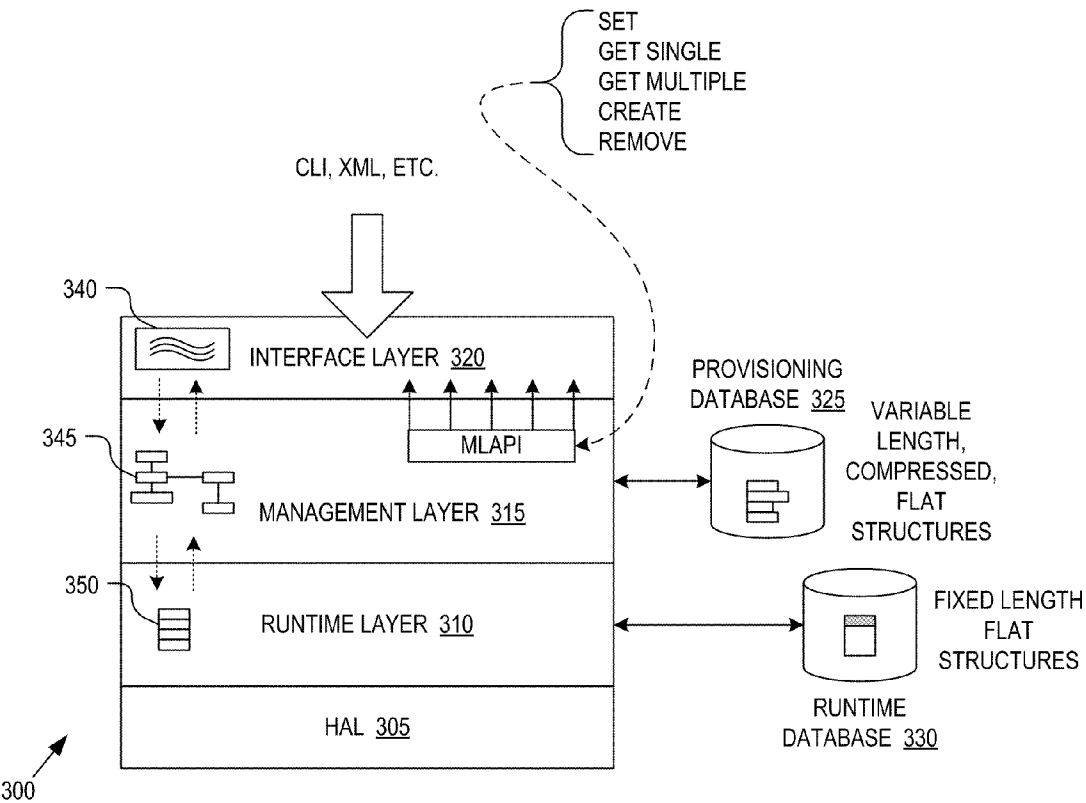 SET
GET SINGLE
GET MULTIPLE
CREATE
REMOVE
CLI, XML, ETC.
340
INTERFACE LAYER 320
PROVISIONING
DATABASE 325
VARIABLE
LENGTH,
COMPRESSED,
FLAT
STRUCTURES
MLAPI
345
MANAGEMENT LAYER 315
350
RUNTIME LAYER 310
FIXED LENGTH
FLAT
STRUCTURES
HAL 305
RUNTIME
DATABASE 330
300